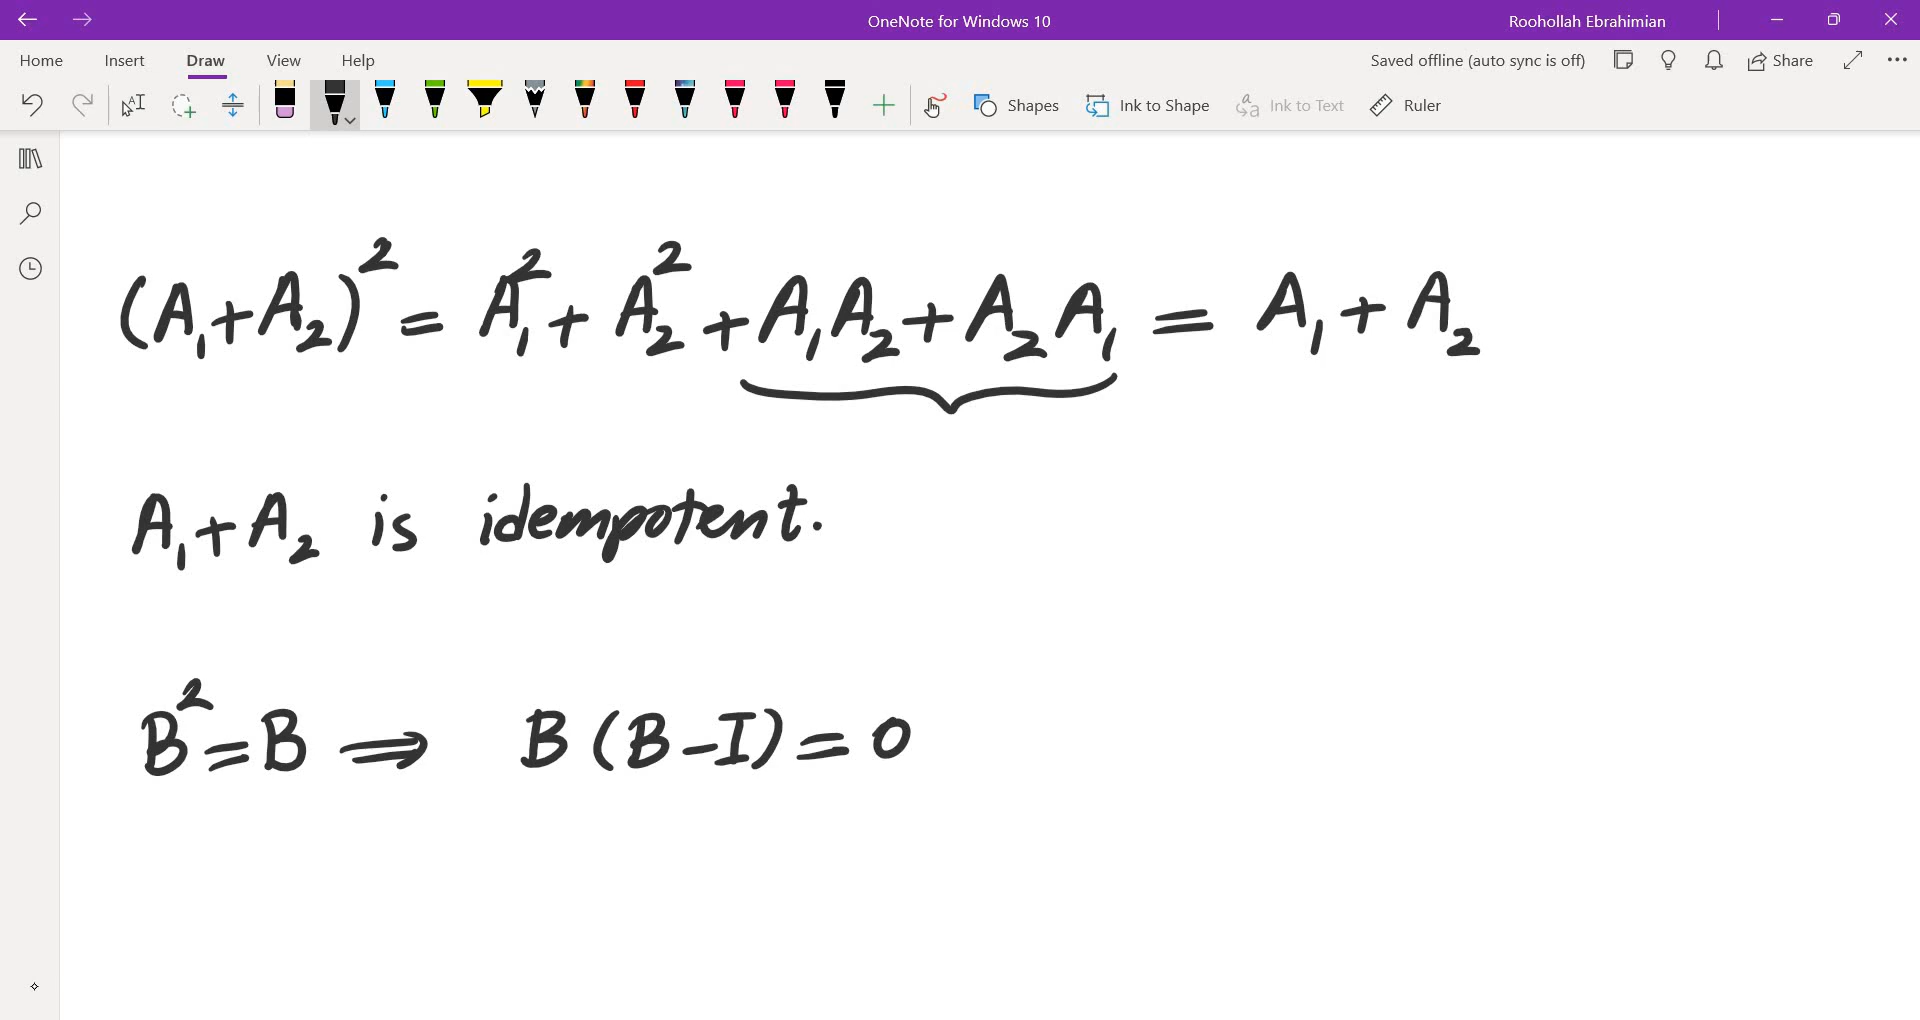 OneNote for Windows 10 Roohollah Ebrahimian
Home Insert Draw View Help Saved offline (auto sync is off) Share
AI Shapes Ink to Shape Ink to Text Ruler
(A₁+A₂)² = A₁² + A₂² + A₁A₂ + A₂A₁ = A₁ + A₂
A₁+A₂ is idempotent.
B² = B ⟹ B(B-I) = 0